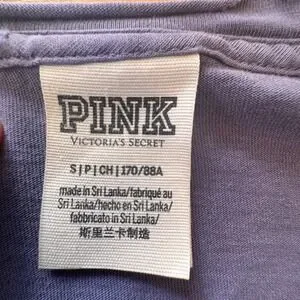 PINK
VICTORIA'S SECRET
S|P|CH|170/88A
made in Sri Lanka/fabriqué au
Sri Lanka/hecho en Sri Lanka/
fabbricato in Sri Lanka/
斯里兰卡制造